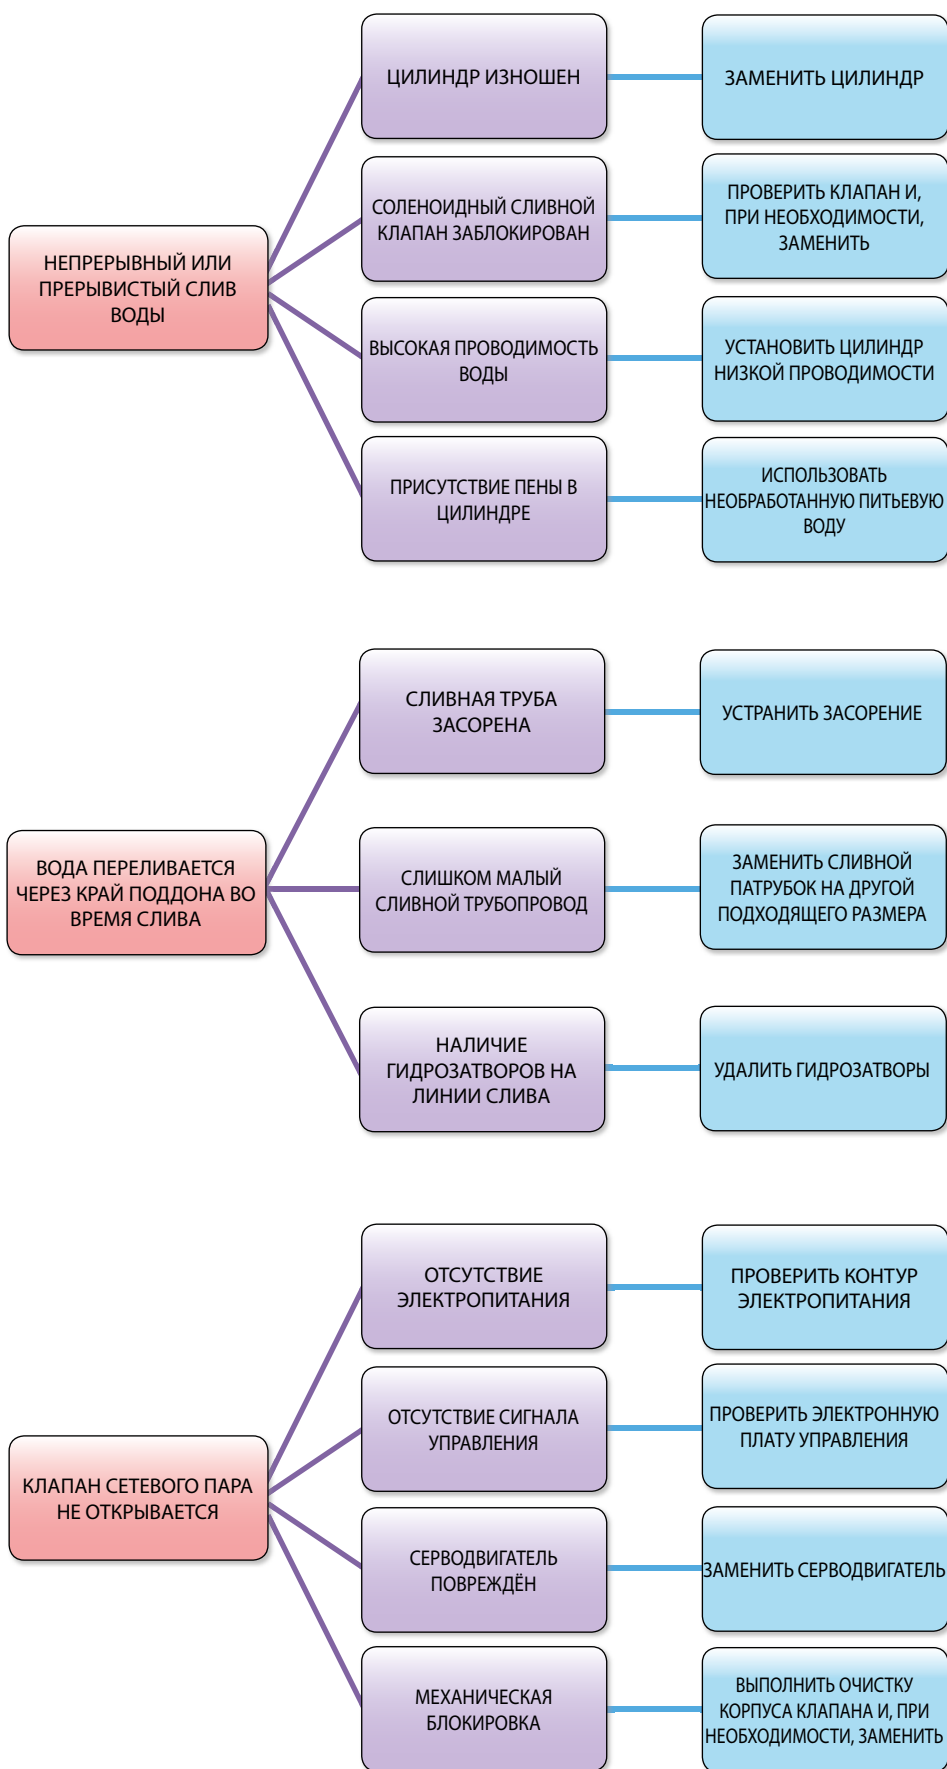 НЕПРЕРЫВНЫЙ ИЛИ
ПРЕРЫВИСТЫЙ СЛИВ
ВОДЫ
ЦИЛИНДР ИЗНОШЕН
ЗАМЕНИТЬ ЦИЛИНДР
СОЛЕНОИДНЫЙ СЛИВНОЙ
КЛАПАН ЗАБЛОКИРОВАН
ПРОВЕРИТЬ КЛАПАН И,
ПРИ НЕОБХОДИМОСТИ,
ЗАМЕНИТЬ
ВЫСОКАЯ ПРОВОДИМОСТЬ
ВОДЫ
УСТАНОВИТЬ ЦИЛИНДР
НИЗКОЙ ПРОВОДИМОСТИ
ПРИСУТСТВИЕ ПЕНЫ В
ЦИЛИНДРЕ
ИСПОЛЬЗОВАТЬ
НЕОБРАБОТАННУЮ ПИТЬЕВУЮ
ВОДУ
ВОДА ПЕРЕЛИВАЕТСЯ
ЧЕРЕЗ КРАЙ ПОДДОНА ВО
ВРЕМЯ СЛИВА
СЛИВНАЯ ТРУБА
ЗАСОРЕНА
УСТРАНИТЬ ЗАСОРЕНИЕ
СЛИШКОМ МАЛЫЙ
СЛИВНОЙ ТРУБОПРОВОД
ЗАМЕНИТЬ СЛИВНОЙ
ПАТРУБОК НА ДРУГОЙ
ПОДХОДЯЩЕГО РАЗМЕРА
НАЛИЧИЕ
ГИДРОЗАТВОРОВ НА
ЛИНИИ СЛИВА
УДАЛИТЬ ГИДРОЗАТВОРЫ
КЛАПАН СЕТЕВОГО ПАРА
НЕ ОТКРЫВАЕТСЯ
ОТСУТСТВИЕ
ЭЛЕКТРОПИТАНИЯ
ПРОВЕРИТЬ КОНТУР
ЭЛЕКТРОПИТАНИЯ
ОТСУТСТВИЕ СИГНАЛА
УПРАВЛЕНИЯ
ПРОВЕРИТЬ ЭЛЕКТРОННУЮ
ПЛАТУ УПРАВЛЕНИЯ
СЕРВОДВИГАТЕЛЬ
ПОВРЕЖДЁН
ЗАМЕНИТЬ СЕРВОДВИГАТЕЛЬ
МЕХАНИЧЕСКАЯ
БЛОКИРОВКА
ВЫПОЛНИТЬ ОЧИСТКУ
КОРПУСА КЛАПАНА И, ПРИ
НЕОБХОДИМОСТИ, ЗАМЕНИТЬ